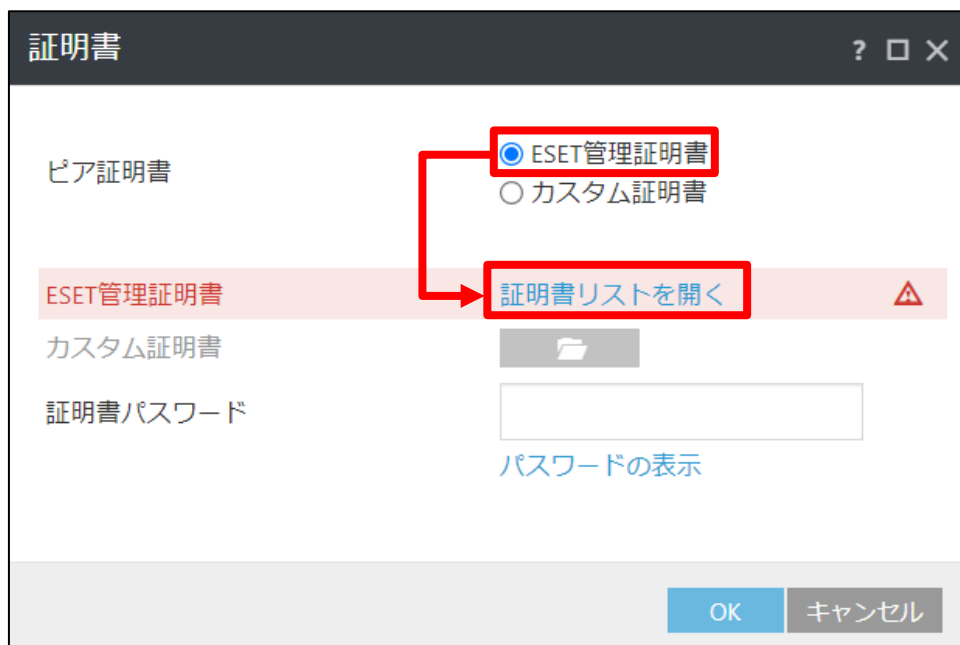 証明書
?
ピア証明書
ESET管理証明書
カスタム証明書
ESET管理証明書
証明書リストを開く
カスタム証明書
証明書パスワード
パスワードの表示
OK
キャンセル